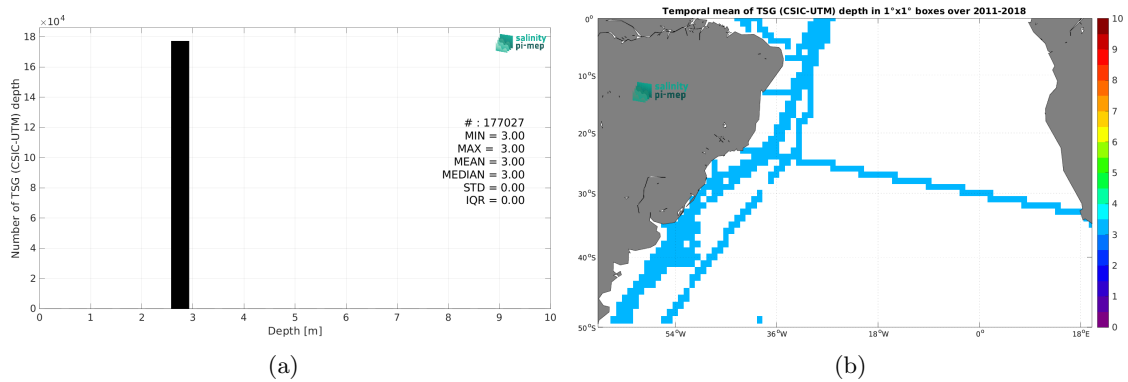 ×10⁴
18
16
14
12
10
8
6
4
2
0
Number of TSG (CSIC-UTM) depth
0 1 2 3 4 5 6 7 8 9 10
Depth [m]
salinity
pi-mep
# : 177027
MIN = 3.00
MAX = 3.00
MEAN = 3.00
MEDIAN = 3.00
STD = 0.00
IQR = 0.00
(a)
Temporal mean of TSG (CSIC-UTM) depth in 1°x1° boxes over 2011-2018
0°
10°S
20°S
30°S
40°S
50°S
54°W 36°W 18°W 0° 18°E
salinity
pi-mep
10
9
8
7
6
5
4
3
2
1
0
(b)